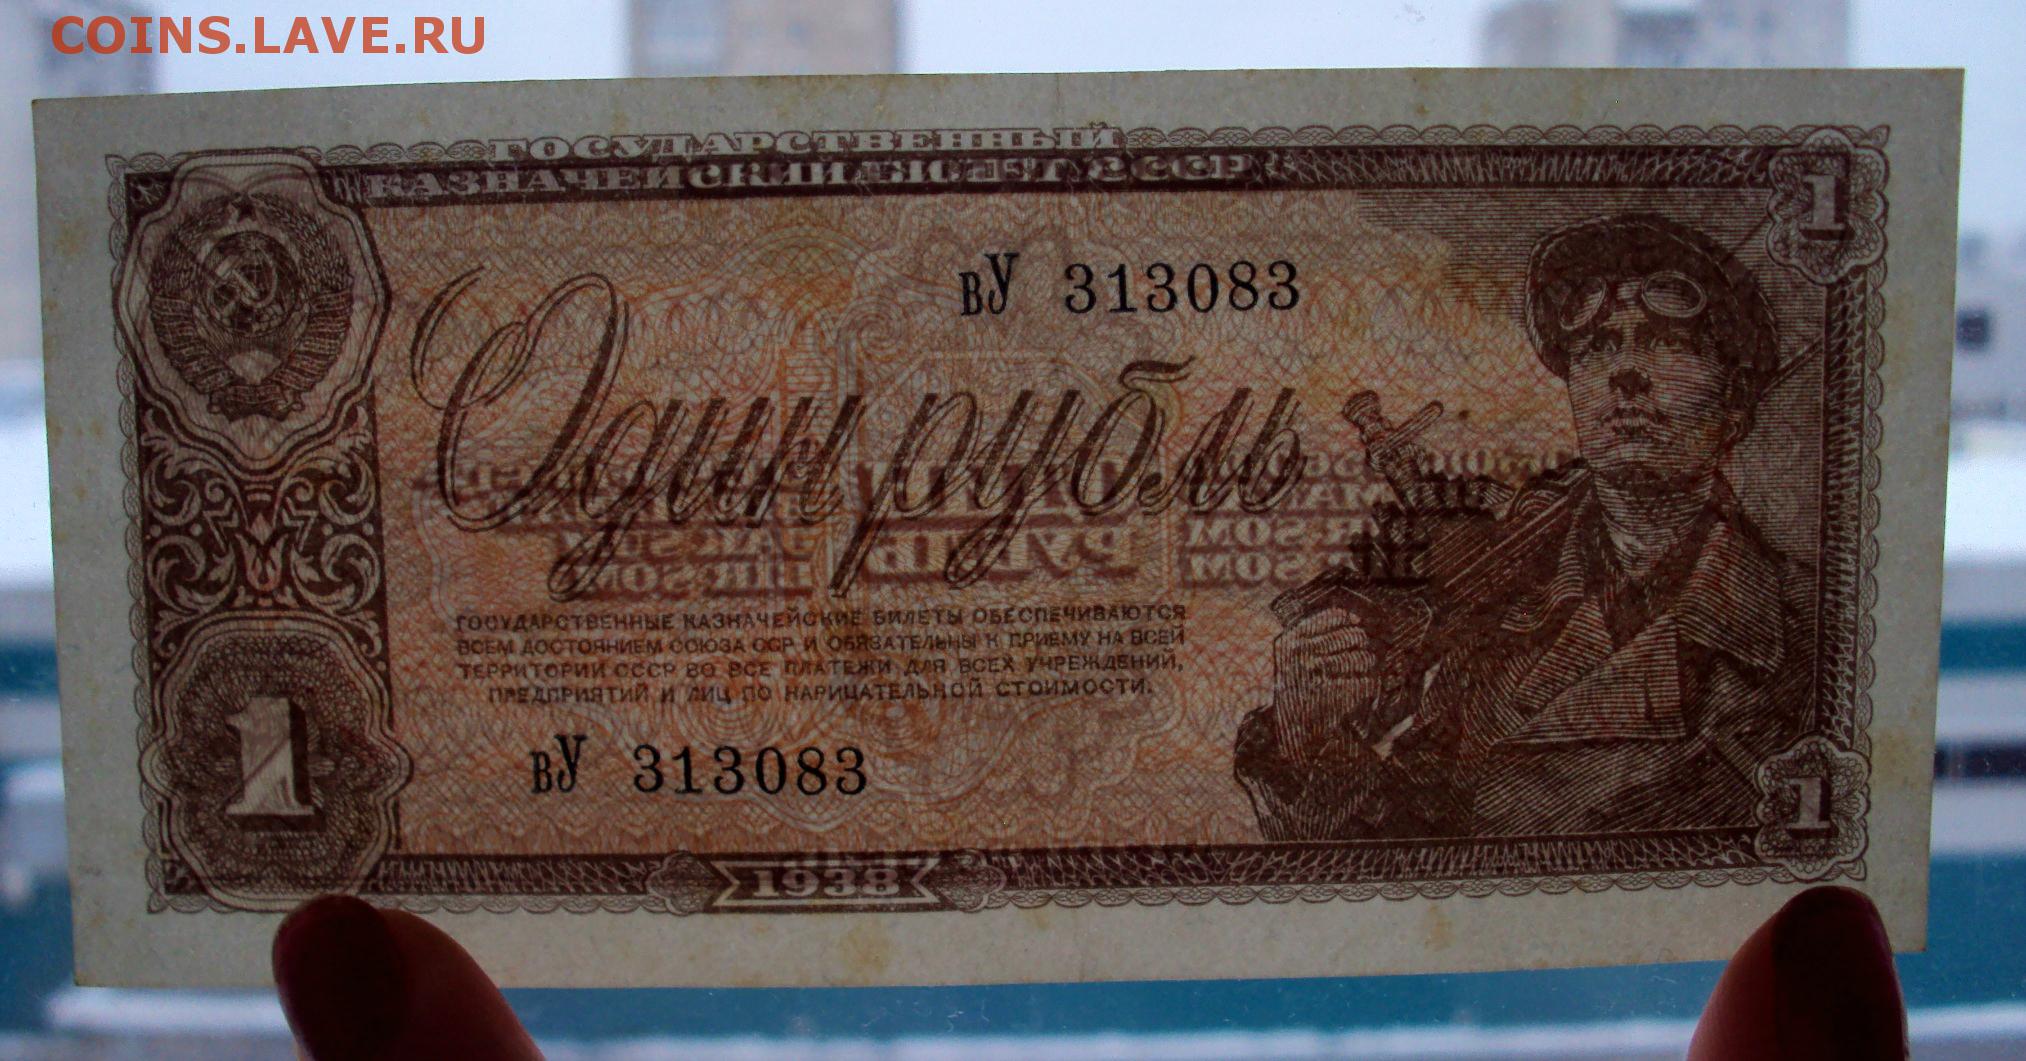 COINS.LAVE.RU
ГОСУДАРСТВЕННЫЙ
КАЗНАЧЕЙСКИЙ БИЛЕТ СССР
1
вУ 313083
Один рубль
ГОСУДАРСТВЕННЫЕ КАЗНАЧЕЙСКИЕ БИЛЕТЫ ОБЕСПЕЧИВАЮТСЯ
ВСЕМ ДОСТОЯНИЕМ СОЮЗА ССР И ОБЯЗАТЕЛЬНЫ К ПРИЕМУ НА ВСЕЙ
ТЕРРИТОРИИ СССР ВО ВСЕ ПЛАТЕЖИ ДЛЯ ВСЕХ УЧРЕЖДЕНИЙ,
ПРЕДПРИЯТИЙ И ЛИЦ ПО НАРИЦАТЕЛЬНОЙ СТОИМОСТИ.
вУ 313083
1
1
1938